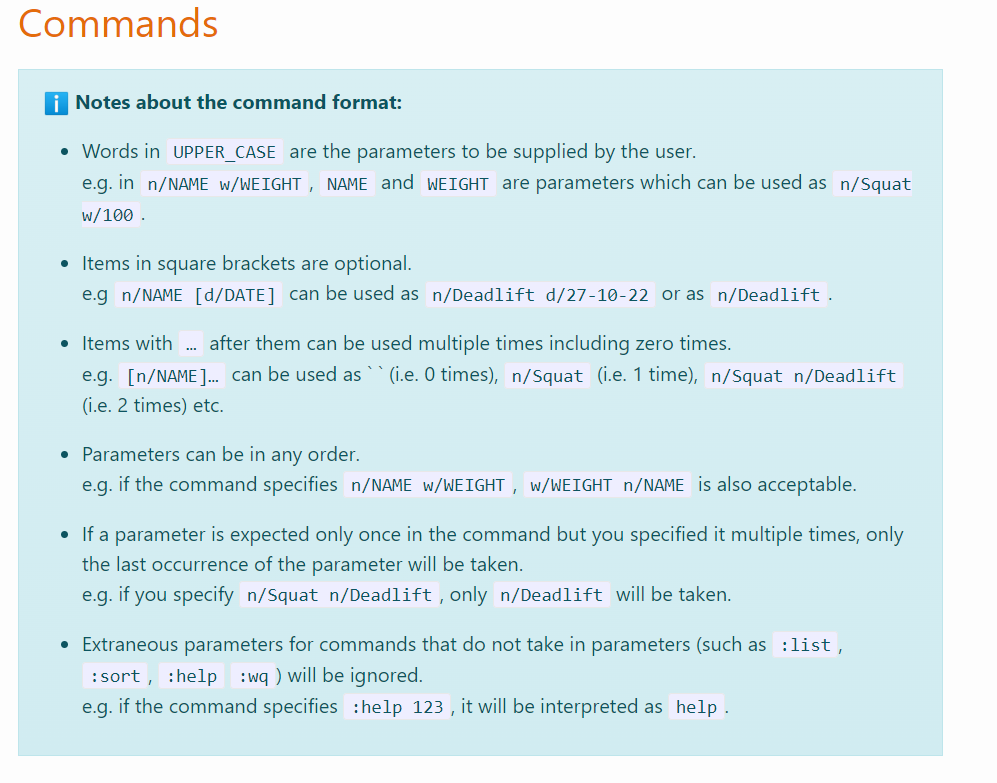 Commands
Notes about the command format:
Words in UPPER_CASE are the parameters to be supplied by the user.
e.g. in n/NAME w/WEIGHT , NAME and WEIGHT are parameters which can be used as n/Squat
w/100 .
Items in square brackets are optional.
e.g n/NAME [d/DATE] can be used as n/Deadlift d/27-10-22 or as n/Deadlift .
Items with … after them can be used multiple times including zero times.
e.g. [n/NAME]… can be used as ` ` (i.e. 0 times), n/Squat (i.e. 1 time), n/Squat n/Deadlift
(i.e. 2 times) etc.
Parameters can be in any order.
e.g. if the command specifies n/NAME w/WEIGHT , w/WEIGHT n/NAME is also acceptable.
If a parameter is expected only once in the command but you specified it multiple times, only
the last occurrence of the parameter will be taken.
e.g. if you specify n/Squat n/Deadlift , only n/Deadlift will be taken.
Extraneous parameters for commands that do not take in parameters (such as :list ,
:sort , :help :wq ) will be ignored.
e.g. if the command specifies :help 123 , it will be interpreted as help .